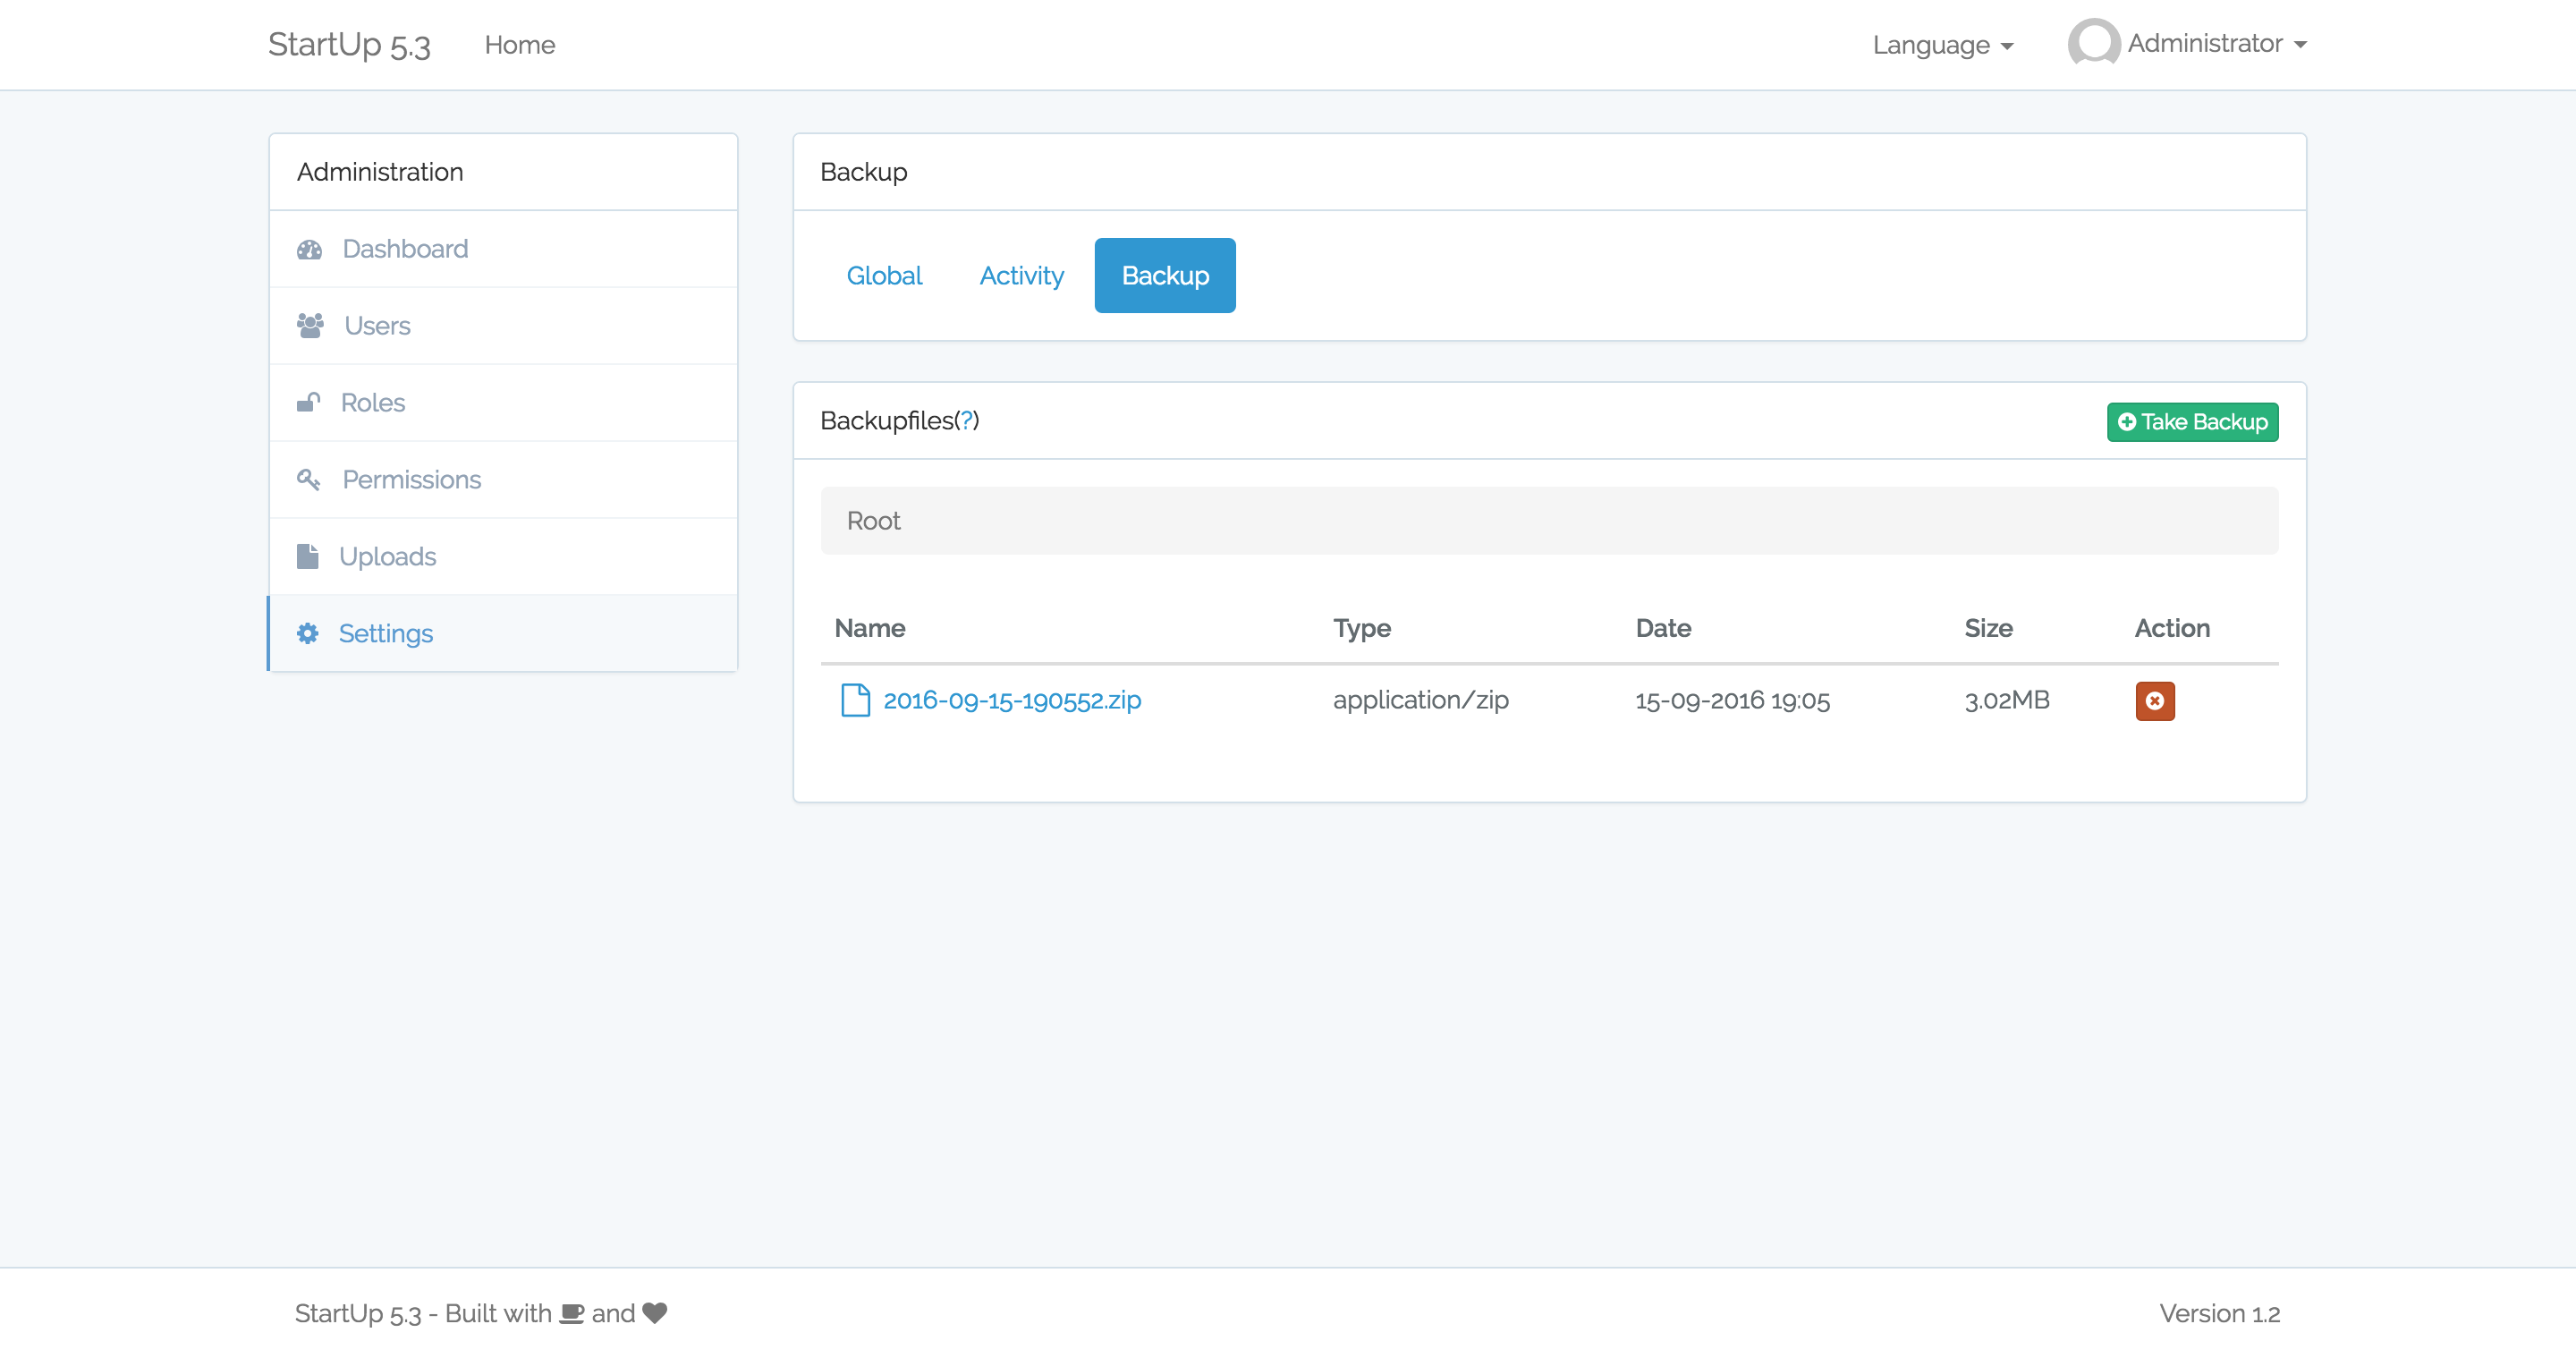 StartUp 5.3 Home Language Administrator
Administration
Dashboard
Users
Roles
Permissions
Uploads
Settings
Backup
Global Activity Backup
Backupfiles(?) Take Backup
Root
Name Type Date Size Action
2016-09-15-190552.zip application/zip 15-09-2016 19:05 3.02MB
StartUp 5.3 - Built with and
Version 1.2